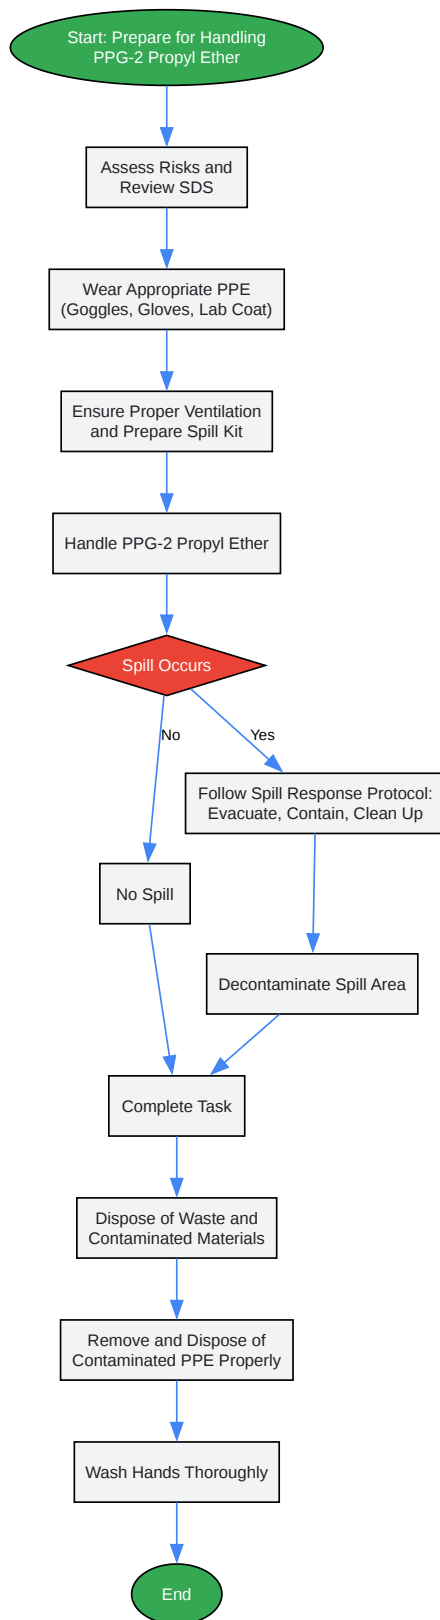 Start: Prepare for Handling
PPG-2 Propyl Ether
Assess Risks and
Review SDS
Wear Appropriate PPE
(Goggles, Gloves, Lab Coat)
Ensure Proper Ventilation
and Prepare Spill Kit
Handle PPG-2 Propyl Ether
Spill Occurs
No
Yes
Follow Spill Response Protocol:
Evacuate, Contain, Clean Up
No Spill
Decontaminate Spill Area
Complete Task
Dispose of Waste and
Contaminated Materials
Remove and Dispose of
Contaminated PPE Properly
Wash Hands Thoroughly
End